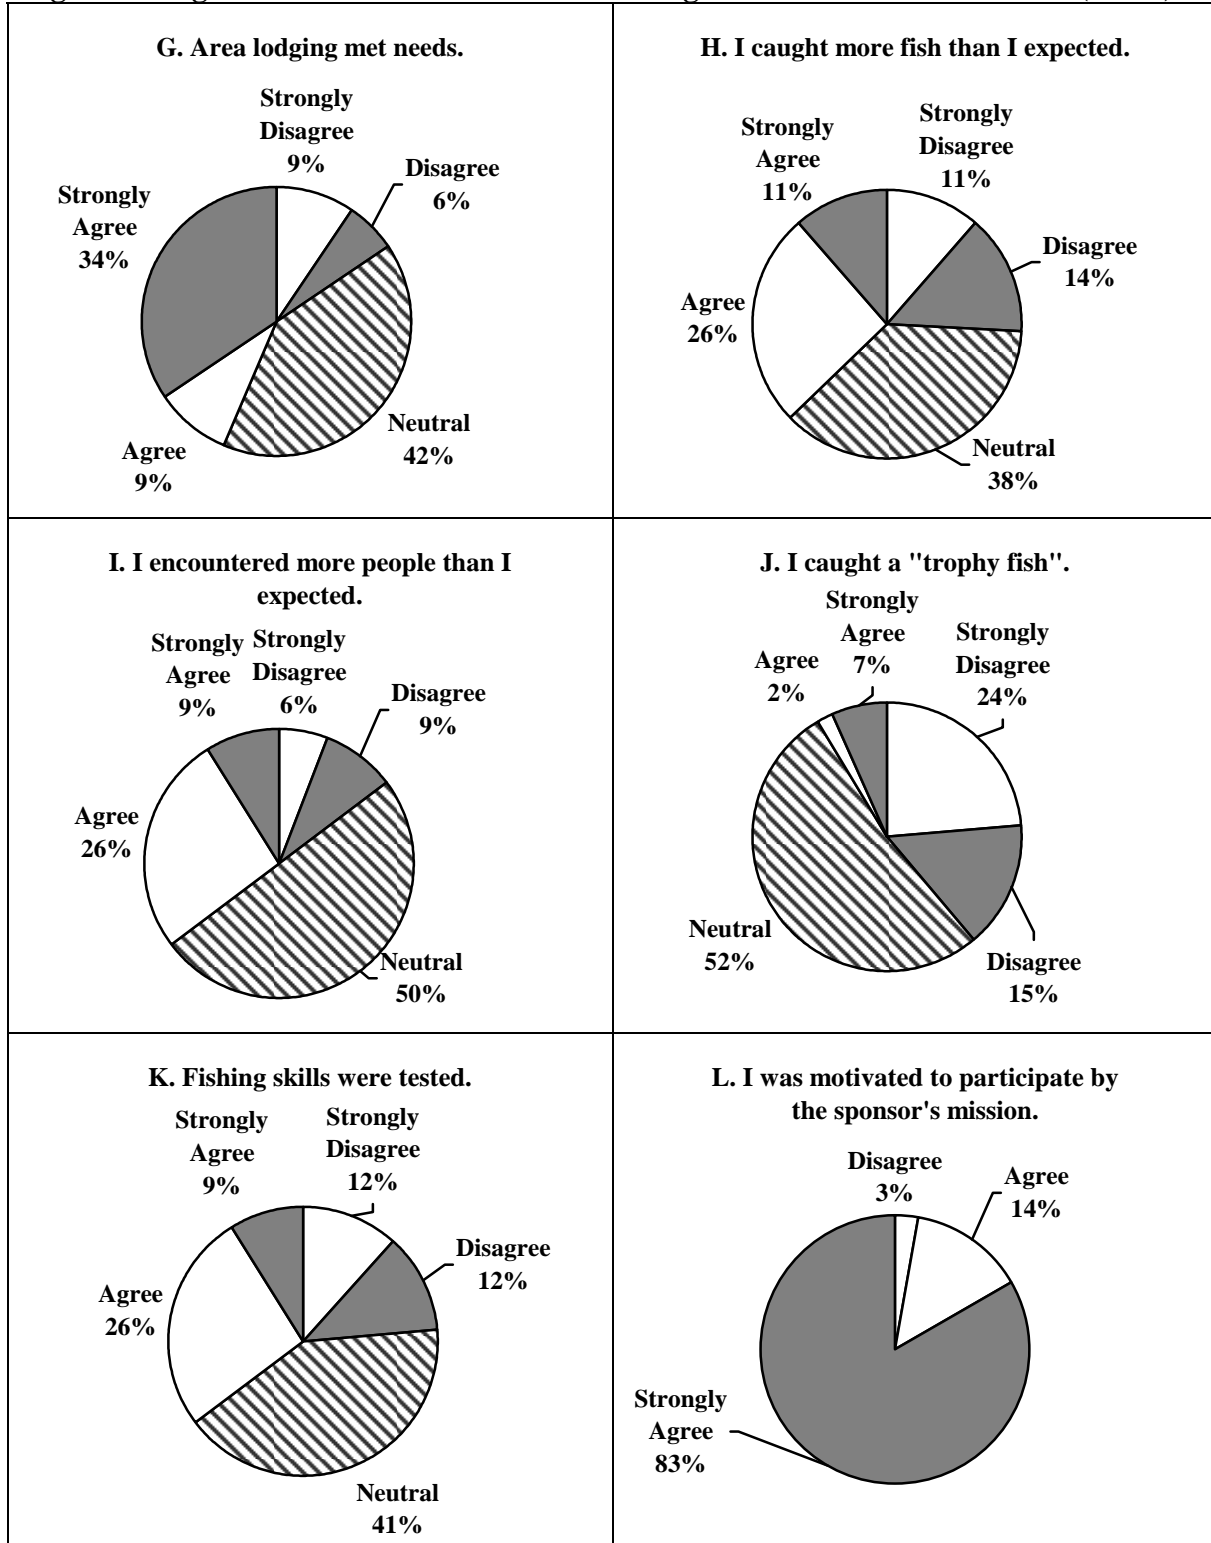 G. Area lodging met needs.
Strongly
Disagree
9%
Disagree
6%
Strongly
Agree
34%
Neutral
42%
Agree
9%
H. I caught more fish than I expected.
Strongly
Agree
11%
Strongly
Disagree
11%
Disagree
14%
Agree
26%
Neutral
38%
I. I encountered more people than I
expected.
Strongly
Agree
9%
Strongly
Disagree
6%
Disagree
9%
Agree
26%
Neutral
50%
J. I caught a "trophy fish".
Strongly
Agree
7%
Strongly
Disagree
24%
Agree
2%
Neutral
52%
Disagree
15%
K. Fishing skills were tested.
Strongly
Agree
9%
Strongly
Disagree
12%
Disagree
12%
Agree
26%
Neutral
41%
L. I was motivated to participate by
the sponsor's mission.
Disagree
3%
Agree
14%
Strongly
Agree
83%